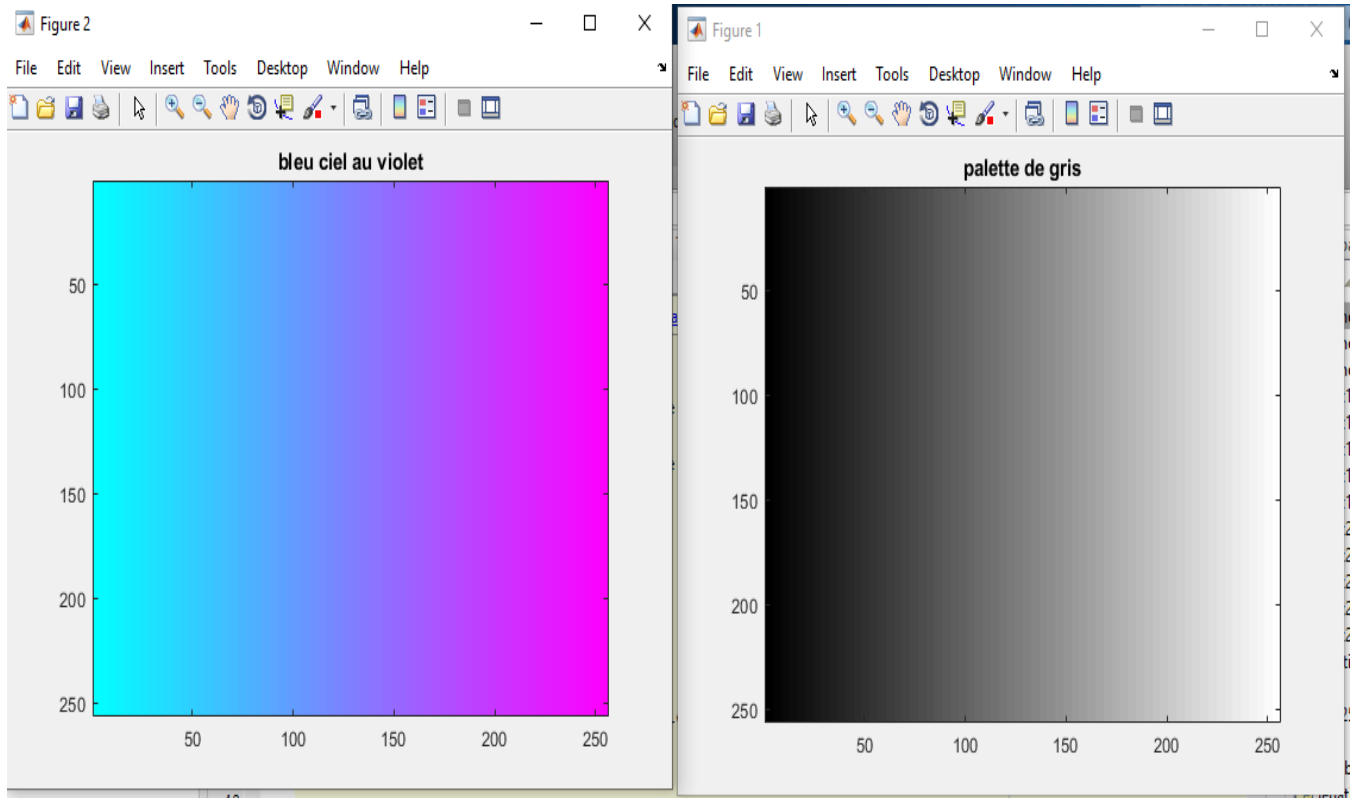 Figure 2
File Edit View Insert Tools Desktop Window Help
bleu ciel au violet
50
100
150
200
250
50 100 150 200 250
Figure 1
File Edit View Insert Tools Desktop Window Help
palette de gris
50
100
150
200
250
50 100 150 200 250